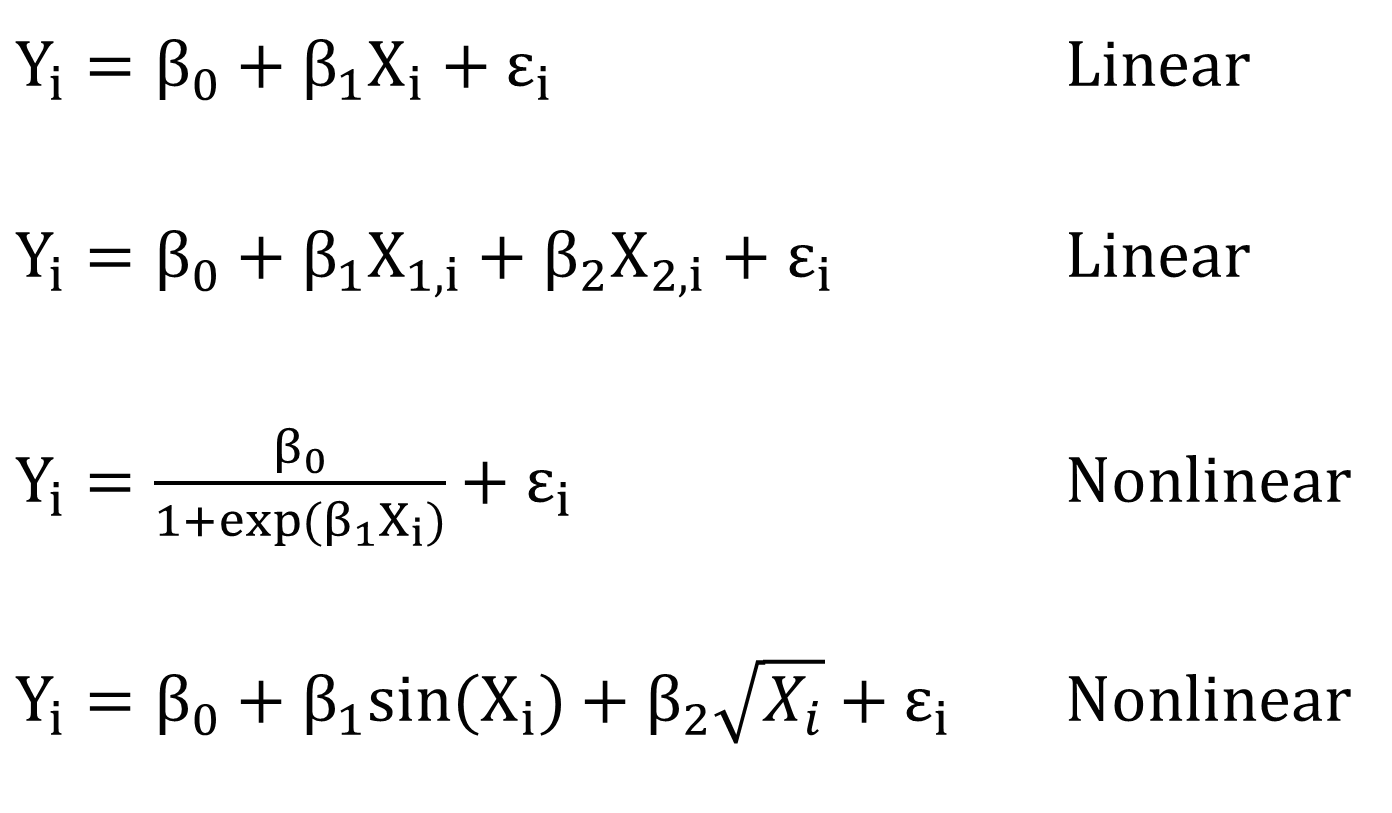 Yᵢ = β₀ + β₁Xᵢ + εᵢ Linear
Yᵢ = β₀ + β₁X₁,ᵢ + β₂X₂,ᵢ + εᵢ Linear
Yᵢ = β₀/(1+exp(β₁Xᵢ)) + εᵢ Nonlinear
Yᵢ = β₀ + β₁sin(Xᵢ) + β₂√Xᵢ + εᵢ Nonlinear